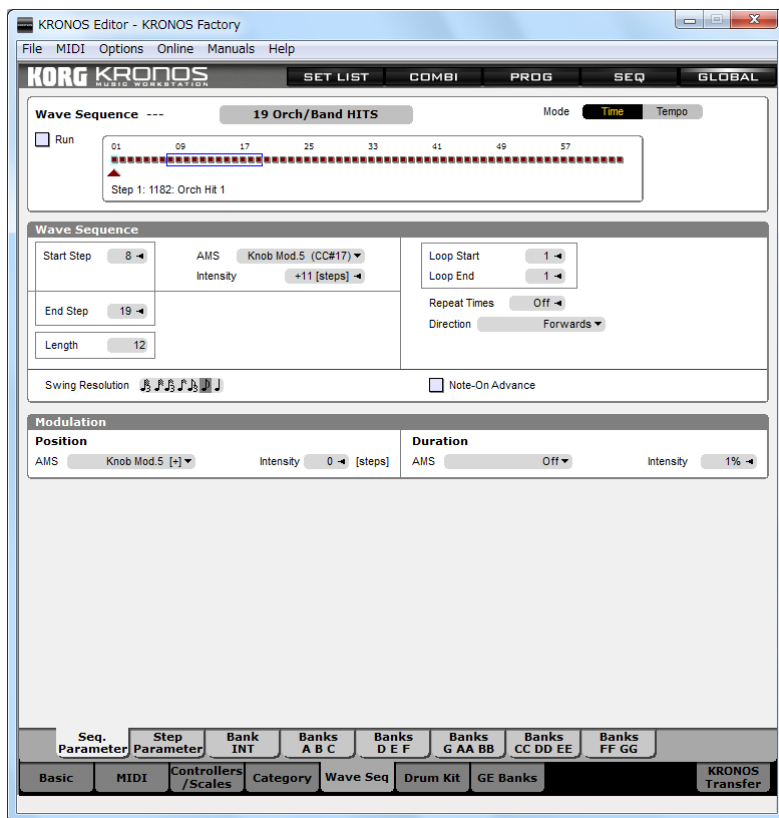 KRONOS Editor - KRONOS Factory
File MIDI Options Online Manuals Help
KORG KRONOS
MUSIC WORKSTATION
SET LIST COMBI PROG SEQ GLOBAL
Wave Sequence --- 19 Orch/Band HITS Mode Time Tempo
Run
01 09 17 25 33 41 49 57
Step 1: 1182: Orch Hit 1
Wave Sequence
Start Step 8 AMS Knob Mod.5 (CC#17) Loop Start 1
Intensity +11 [steps] Loop End 1
End Step 19 Repeat Times Off
Direction Forwards
Length 12
Swing Resolution Note-On Advance
Modulation
Position Duration
AMS Knob Mod.5 [+] Intensity 0 [steps] AMS Off Intensity 1%
Seq. Parameter Step Parameter Bank INT Banks A B C Banks D E F Banks G AA BB Banks CC DD EE Banks FF GG
Basic MIDI Controllers /Scales Category Wave Seq Drum Kit GE Banks KRONOS Transfer